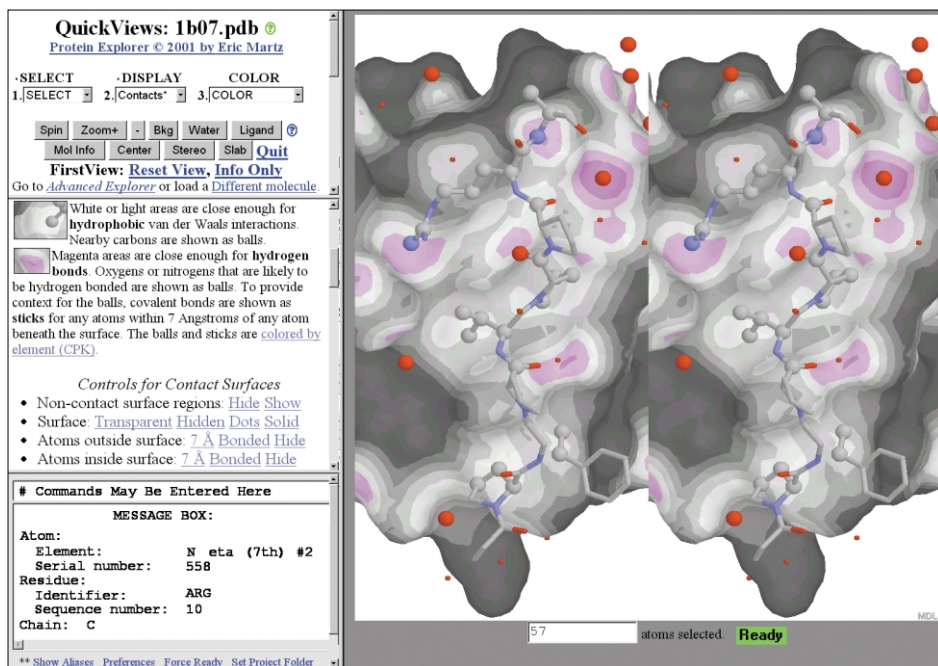 QuickViews: 1b07.pdb ?
Protein Explorer © 2001 by Eric Martz
·SELECT ·DISPLAY COLOR
1. SELECT 2. Contacts* 3. COLOR
Spin Zoom+ - Bkg Water Ligand ?
Mol Info Center Stereo Slab Quit
FirstView: Reset View, Info Only
Go to Advanced Explorer or load a Different molecule.
White or light areas are close enough for
hydrophobic van der Waals interactions.
Nearby carbons are shown as balls.
Magenta areas are close enough for hydrogen
bonds. Oxygens or nitrogens that are likely to
be hydrogen bonded are shown as balls. To provide
context for the balls, covalent bonds are shown as
sticks for any atoms within 7 Angstroms of any atom
beneath the surface. The balls and sticks are colored by
element (CPK).
Controls for Contact Surfaces
• Non-contact surface regions: Hide Show
• Surface: Transparent Hidden Dots Solid
• Atoms outside surface: 7 Å Bonded Hide
• Atoms inside surface: 7 Å Bonded Hide
# Commands May Be Entered Here
MESSAGE BOX:
Atom:
Element: N eta (7th) #2
Serial number: 558
Residue:
Identifier: ARG
Sequence number: 10
Chain: C
** Show Aliases Preferences Force Ready Set Project Folder
MDL
57 atoms selected. Ready